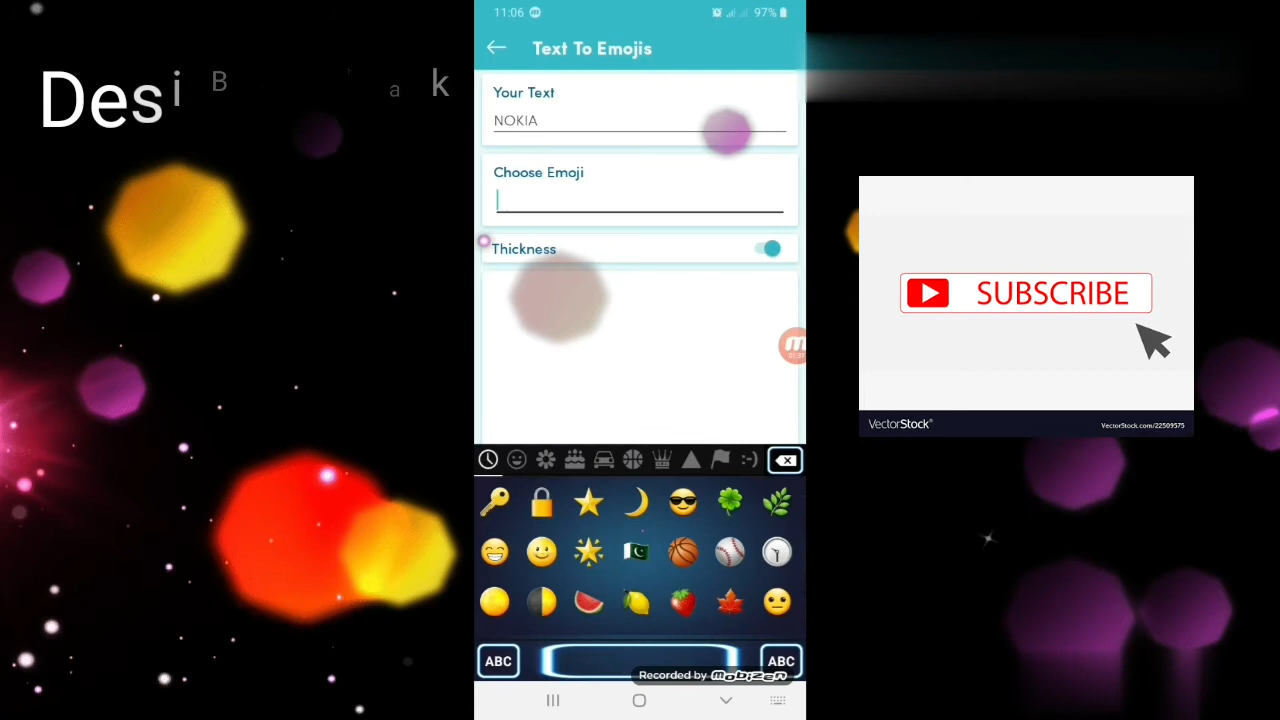 11:06
97%
Text To Emojis
Desi B a k
Your Text
NOKIA
Choose Emoji
Thickness
SUBSCRIBE
VectorStock®
VectorStock.com/22509575
:-)
ABC
ABC
Recorded by MOBIZEN